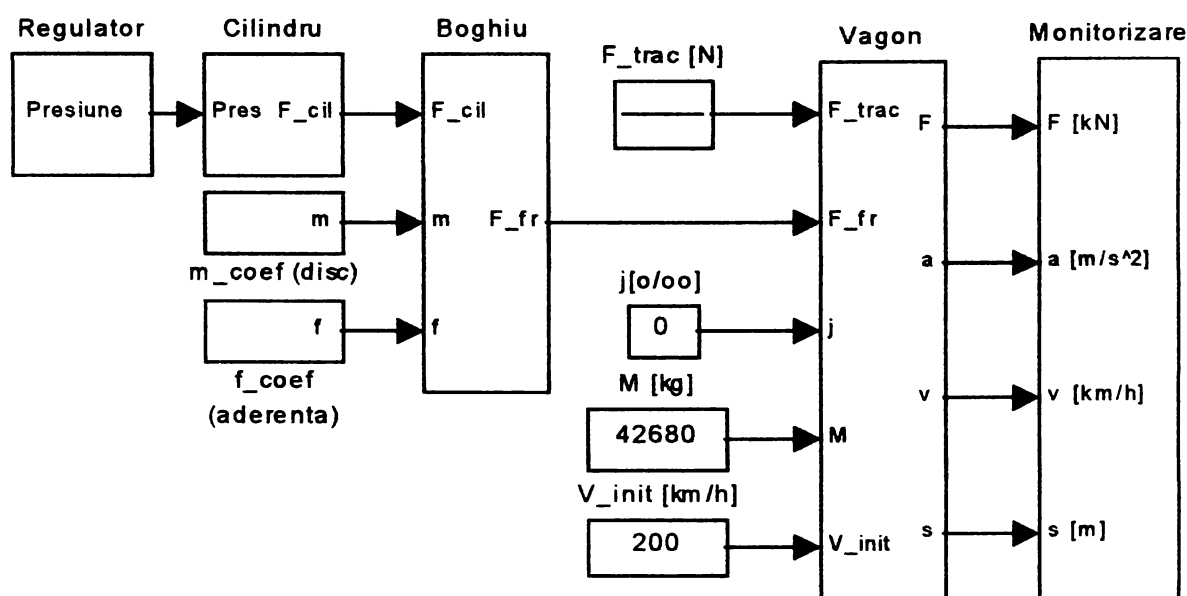 Regulator
Cilindru
Boghiu
F_trac [N]
Vagon
Monitorizare
Presiune
Pres F_cil
F_cil
F_trac
F
F [kN]
m
m
F_fr
F_fr
m_coef (disc)
a
a [m/s^2]
j[o/oo]
f
f
0
j
f_coef
(aderenta)
M [kg]
v
v [km/h]
42680
M
V_init [km/h]
200
V_init
s
s [m]